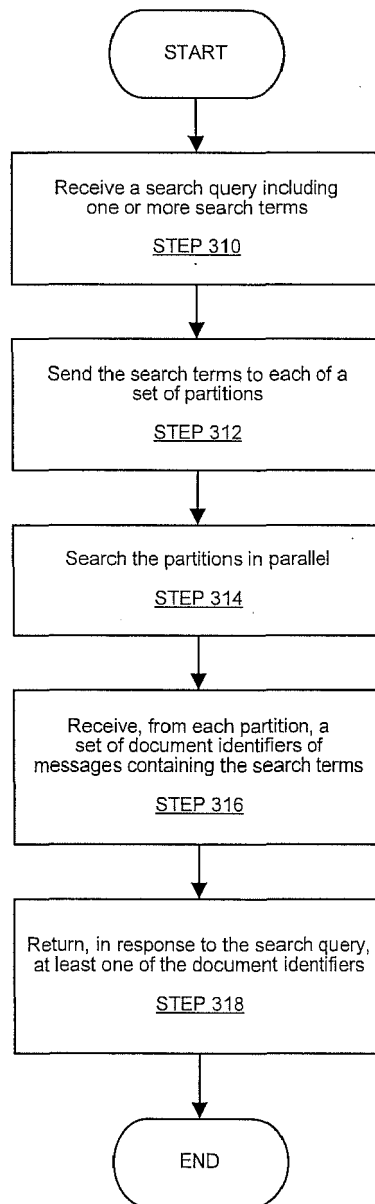 START
Receive a search query including
one or more search terms
STEP 310
Send the search terms to each of a
set of partitions
STEP 312
Search the partitions in parallel
STEP 314
Receive, from each partition, a
set of document identifiers of
messages containing the search terms
STEP 316
Return, in response to the search query,
at least one of the document identifiers
STEP 318
END